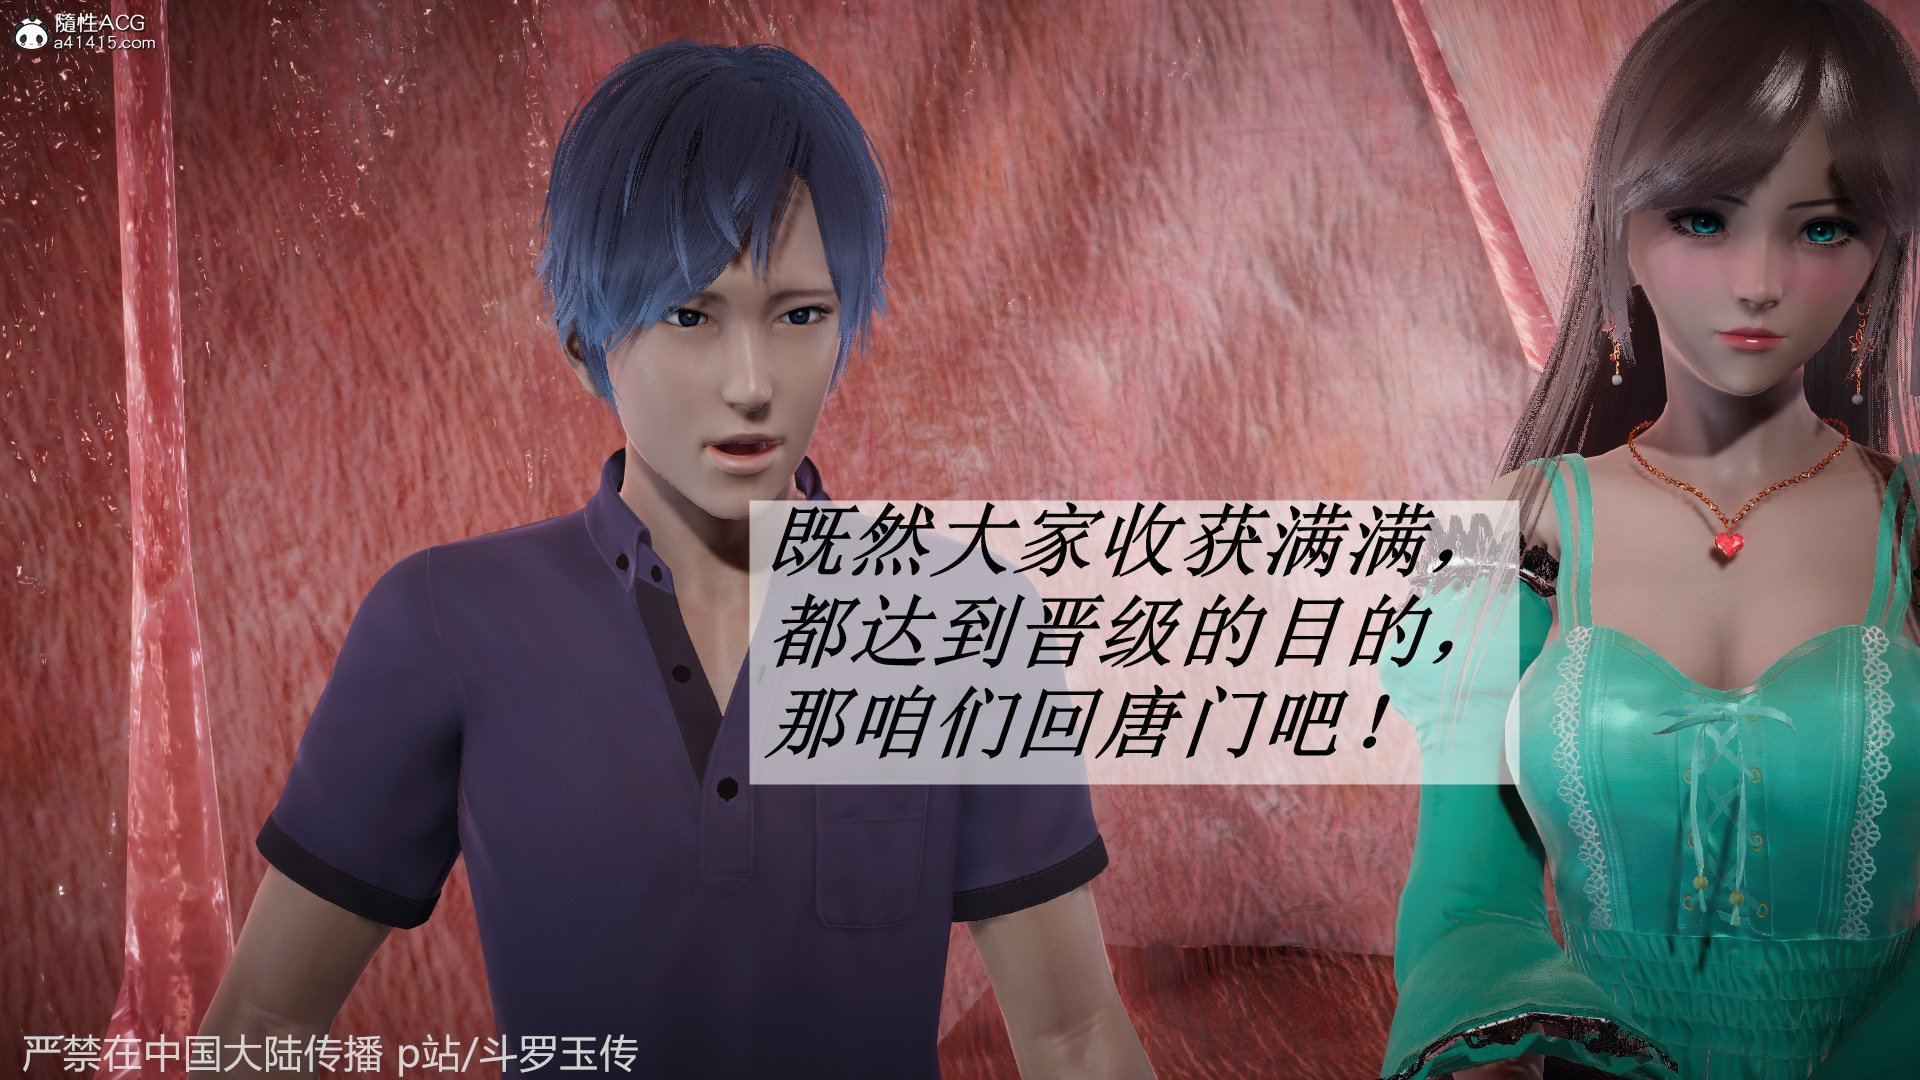 隨性ACG
a41415.com
既然大家收获满满，
都达到晋级的目的，
那咱们回唐门吧！
严禁在中国大陆传播 p站/斗罗玉传